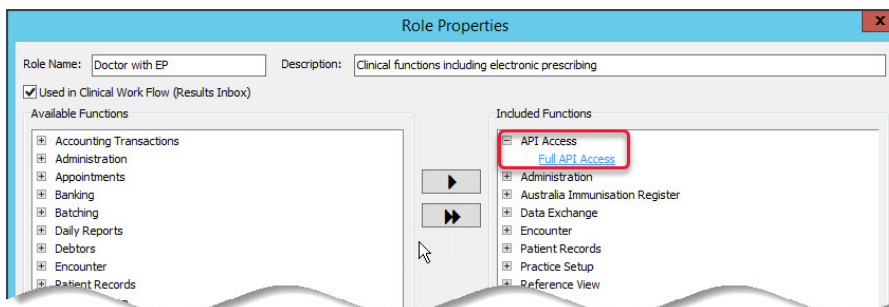 Role Properties
x
Role Name: Doctor with EP Description: Clinical functions including electronic prescribing
Used in Clinical Work Flow (Results Inbox)
Available Functions
Accounting Transactions
Administration
Appointments
Banking
Batching
Daily Reports
Debtors
Encounter
Patient Records
Included Functions
API Access
Full API Access
Administration
Australia Immunisation Register
Data Exchange
Encounter
Patient Records
Practice Setup
Reference View